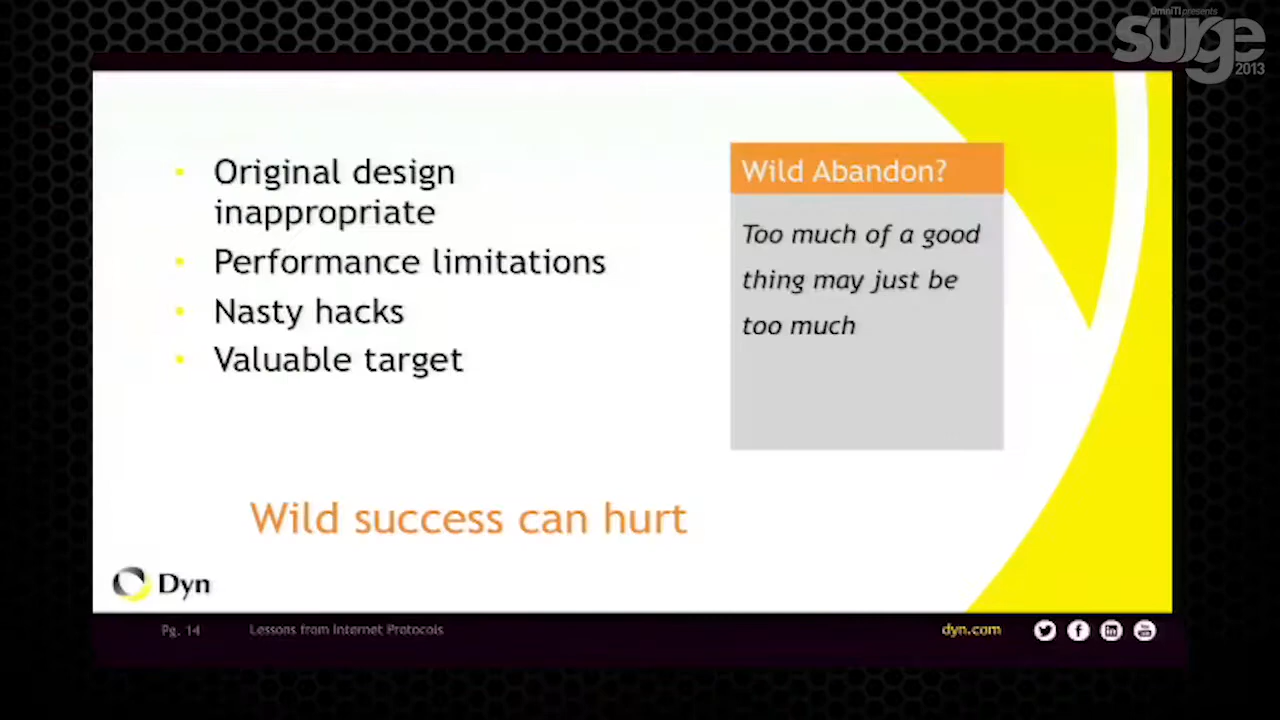 OmniTI presents
surge
2013
Original design
inappropriate
Performance limitations
Nasty hacks
Valuable target
Wild Abandon?
Too much of a good
thing may just be
too much
Wild success can hurt
Dyn
Pg. 14
Lessons from Internet Protocols
dyn.com